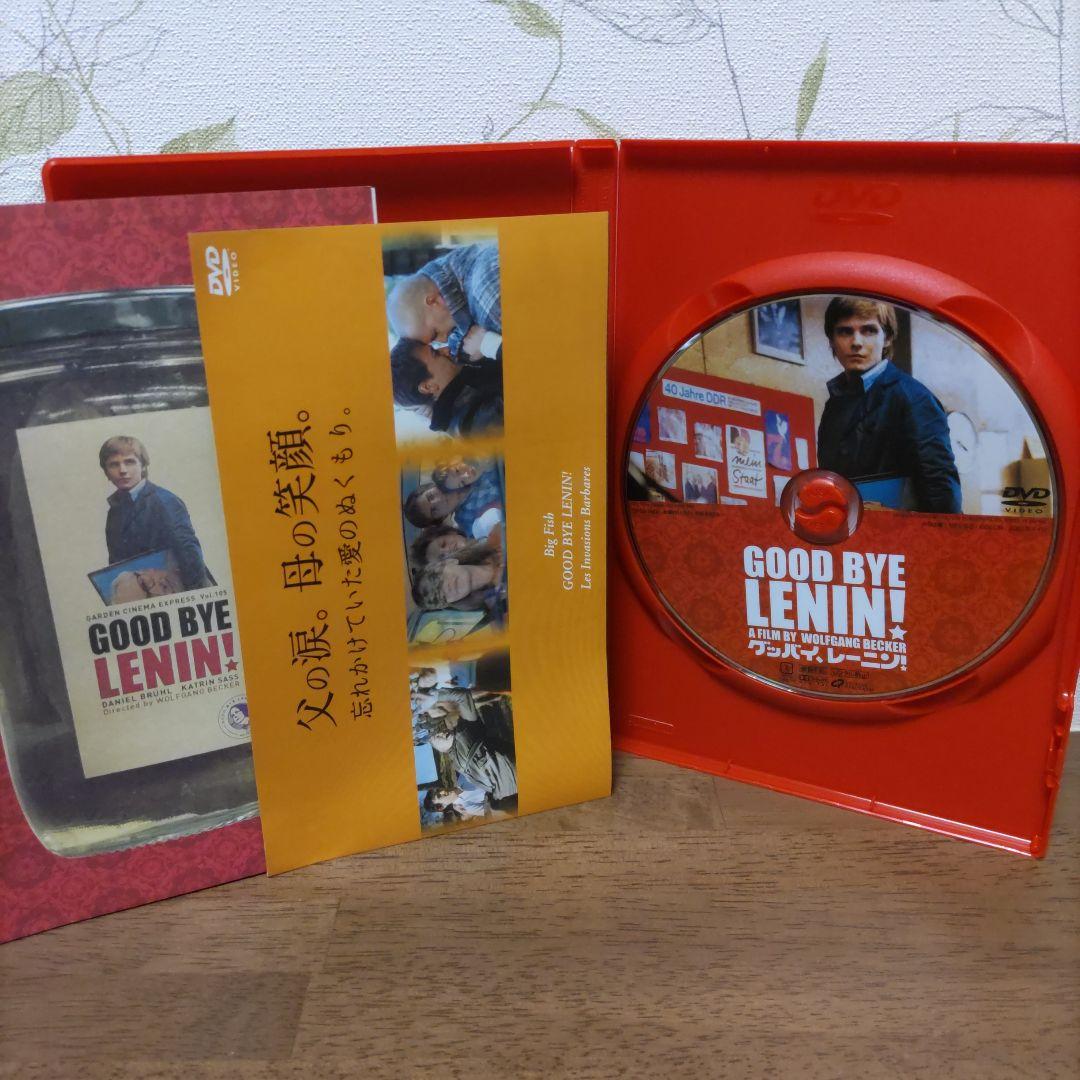 GARDEN CINEMA EXPRESS Vol.105
GOOD BYE
LENIN!
DANIEL BRÜHL KATRIN SASS
Directed by WOLFGANG BECKER
DVD
VIDEO
父の涙。母の笑顔。
忘れかけていた愛のぬくもり。
Big Fish
GOOD BYE LENIN!
Les Invasions Barbares
DVD
40 Jahre DDR
mein
Staat
DVD
VIDEO
GOOD BYE
LENIN!
A FILM BY WOLFGANG BECKER
グッバイ、レーニン!